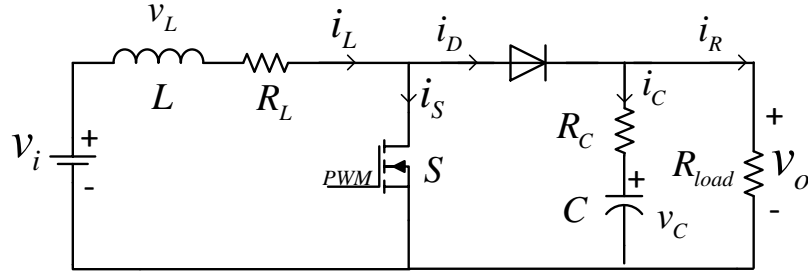 v_L
i_L
i_D
i_R
L
R_L
i_S
i_C
+
v_i
-
PWM
S
R_C
+
C
v_C
+
R_load
v_o
-